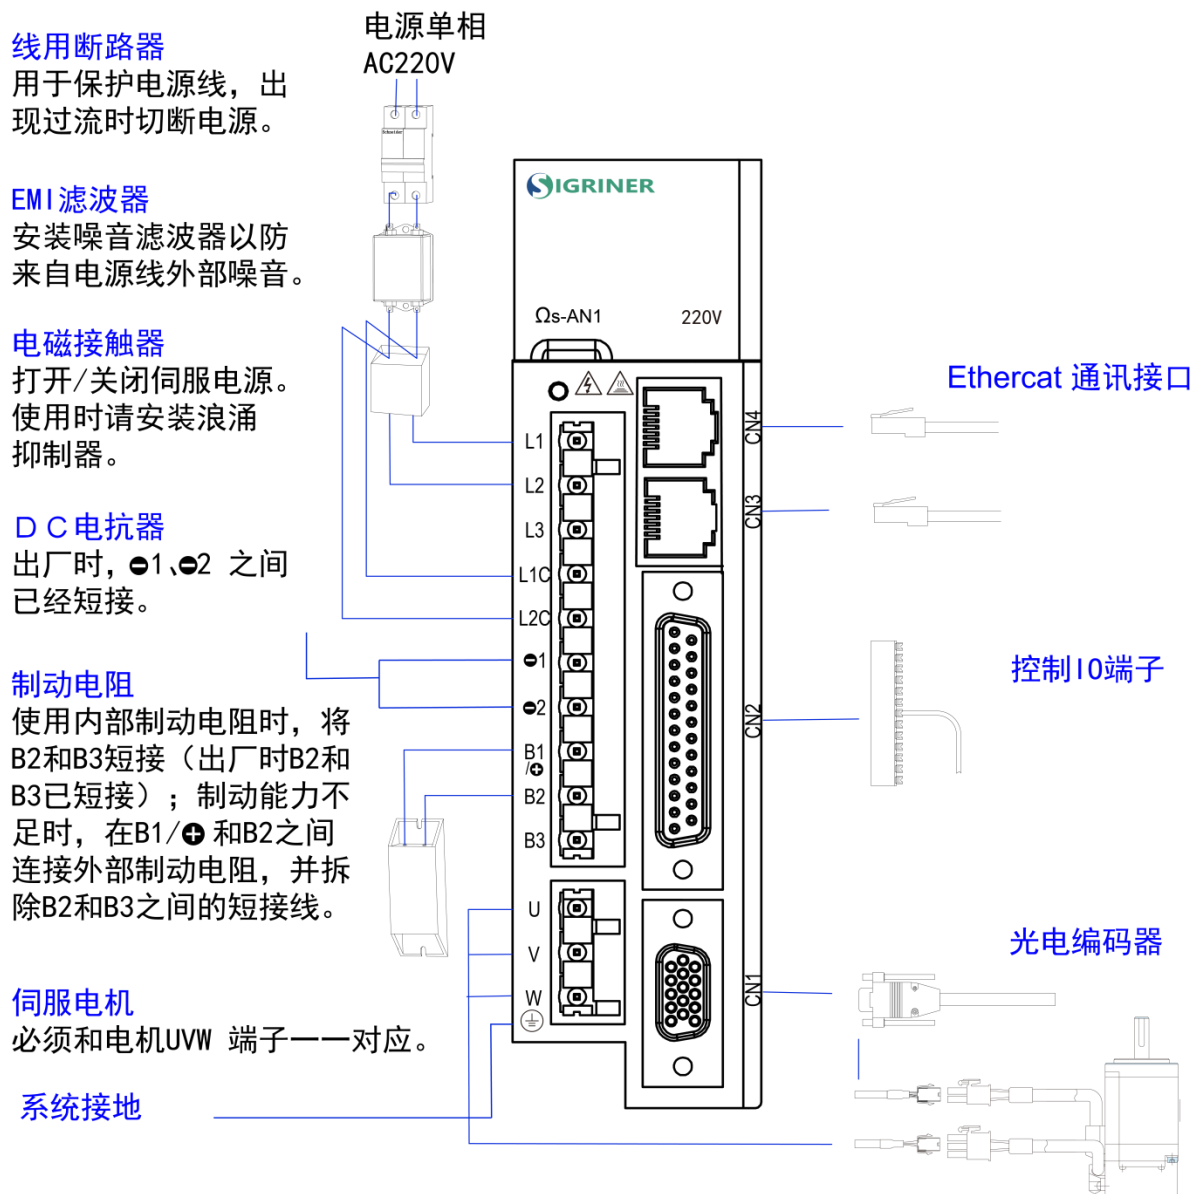 电源单相
AC220V
线用断路器
用于保护电源线，出
现过流时切断电源。
EMI滤波器
安装噪音滤波器以防
来自电源线外部噪音。
电磁接触器
打开/关闭伺服电源。
使用时请安装浪涌
抑制器。
ＤＣ电抗器
出厂时，⊖1、⊖2 之间
已经短接。
制动电阻
使用内部制动电阻时，将
B2和B3短接（出厂时B2和
B3已短接）；制动能力不
足时，在B1/⊕和B2之间
连接外部制动电阻，并拆
除B2和B3之间的短接线。
伺服电机
必须和电机UVW 端子一一对应。
系统接地
Schneider
SIGRINER
Ωs-AN1
220V
L1
L2
L3
L1C
L2C
⊖1
⊖2
B1
/⊕
B2
B3
U
V
W
CN4
CN3
CN2
CN1
Ethercat 通讯接口
控制IO端子
光电编码器